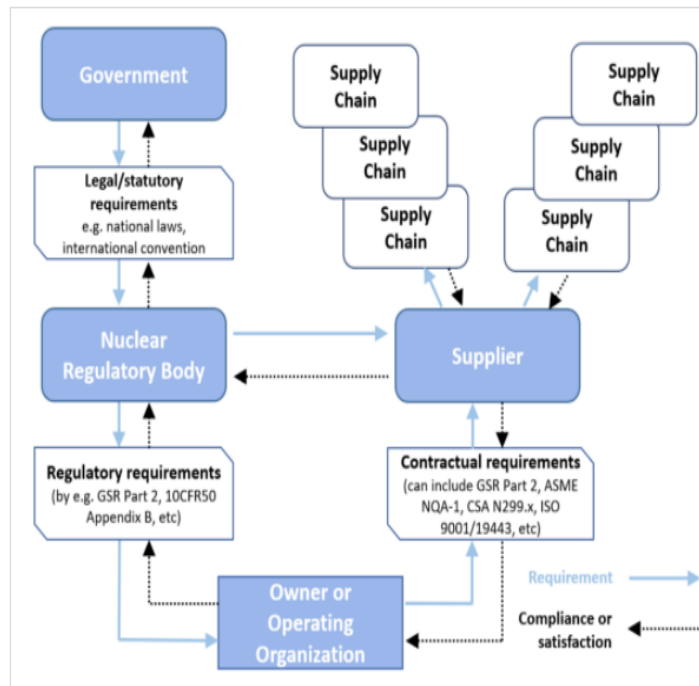 Government
Legal/statutory
requirements
e.g. national laws,
international convention
Nuclear
Regulatory Body
Regulatory requirements
(by e.g. GSR Part 2, 10CFR50
Appendix B, etc)
Owner or
Operating
Organization
Supply
Chain
Supply
Chain
Supply
Chain
Supply
Chain
Supply
Chain
Supply
Chain
Supplier
Contractual requirements
(can include GSR Part 2, ASME
NQA-1, CSA N299.x, ISO
9001/19443, etc)
Requirement
Compliance or
satisfaction